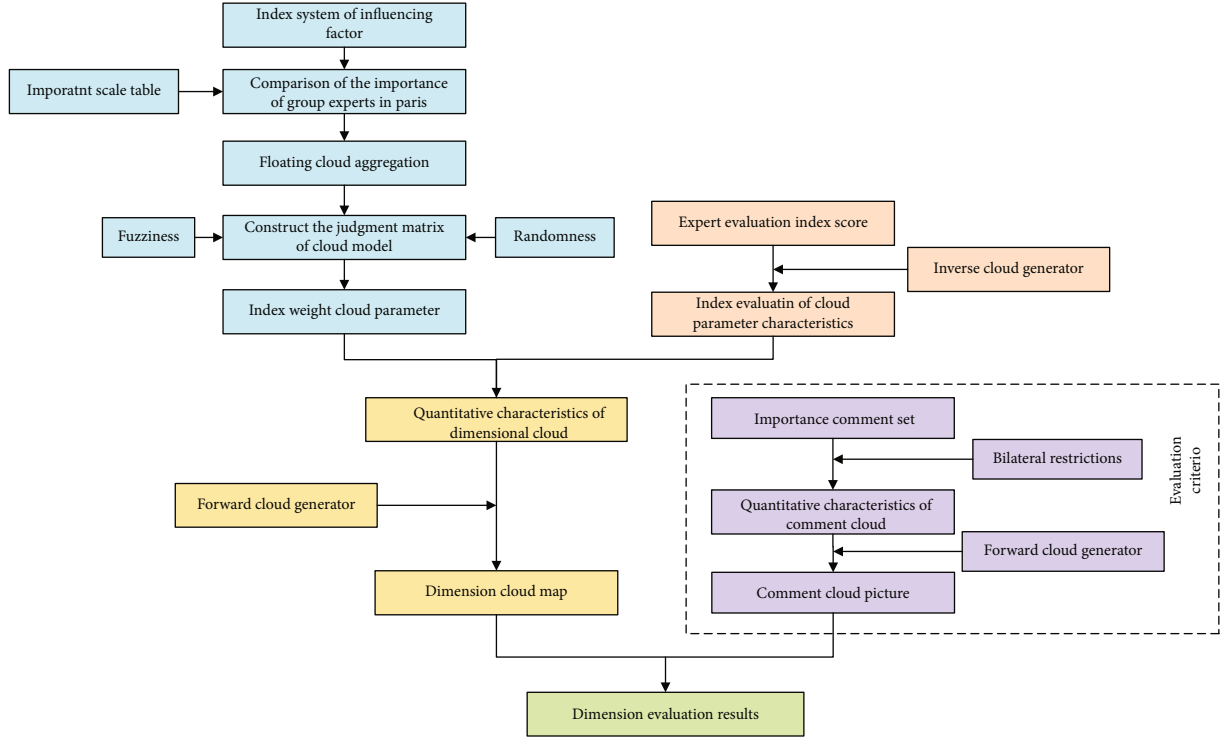 Index system of influencing
factor
Imporatnt scale table
Comparison of the importance
of group experts in paris
Floating cloud aggregation
Fuzziness
Construct the judgment matrix
of cloud model
Randomness
Index weight cloud parameter
Expert evaluation index score
Inverse cloud generator
Index evaluatin of cloud
parameter characteristics
Quantitative characteristics of
dimensional cloud
Forward cloud generator
Dimension cloud map
Importance comment set
Bilateral restrictions
Quantitative characteristics of
comment cloud
Forward cloud generator
Comment cloud picture
Evaluation
criterio
Dimension evaluation results